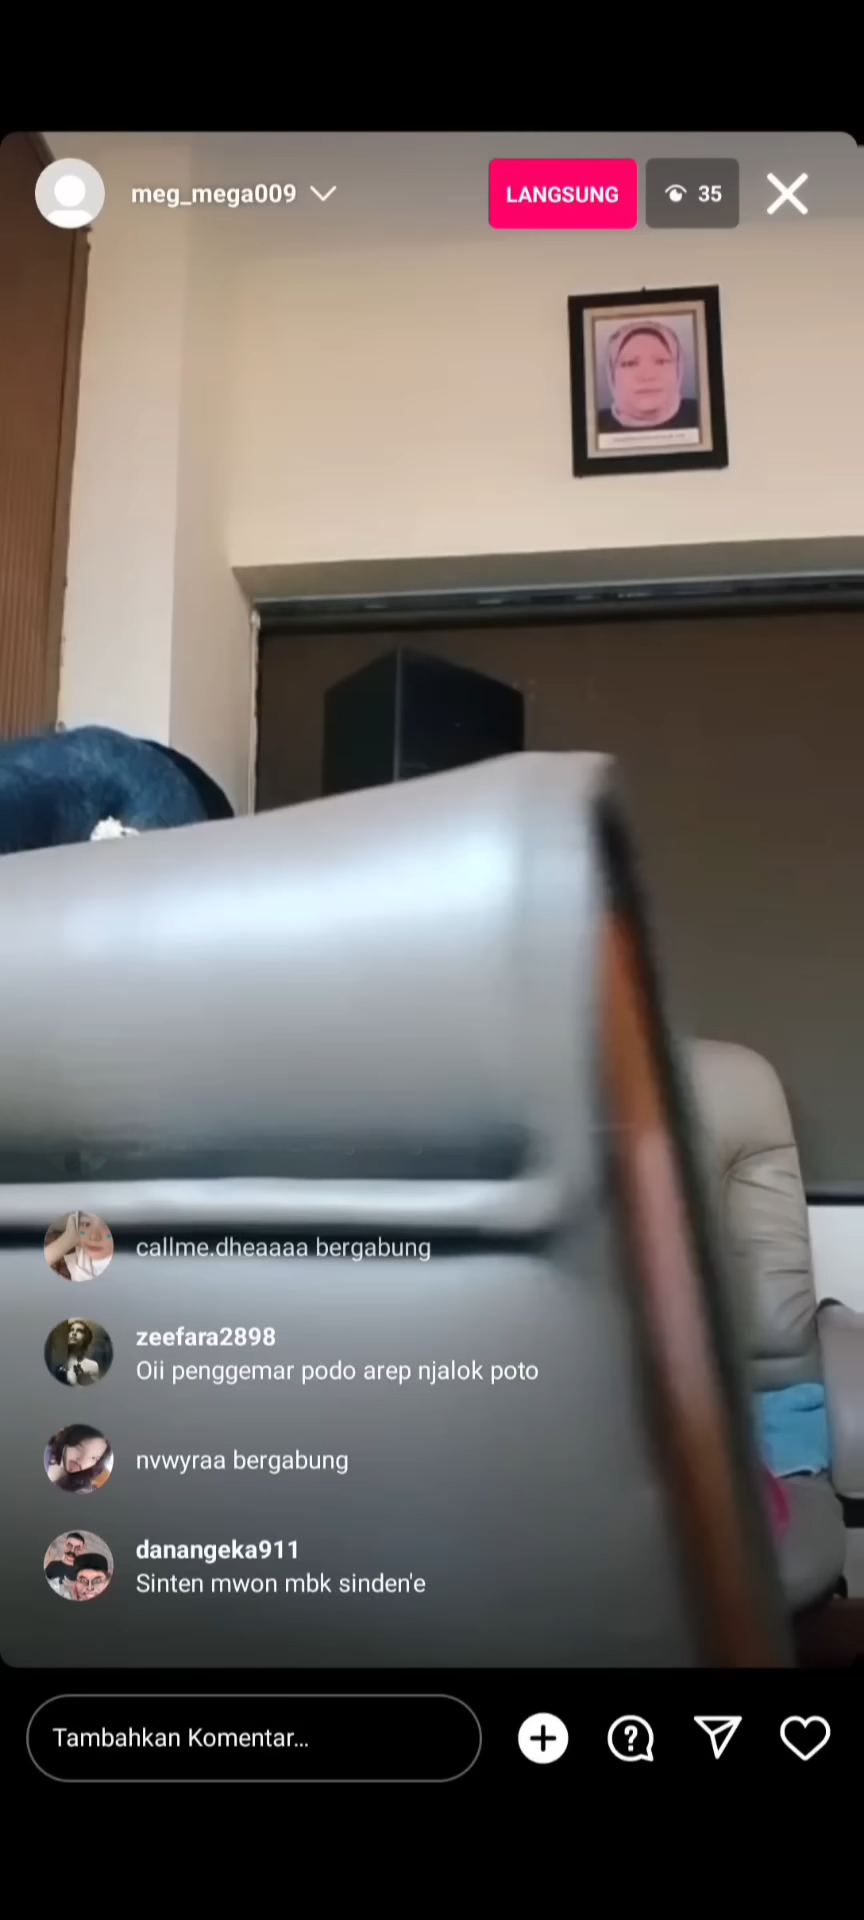 meg_mega009
LANGSUNG
35
callme.dheaaaa bergabung
zeefara2898
Oii penggemar podo arep njalok poto
nvwyraa bergabung
danangeka911
Sinten mwon mbk sinden'e
Tambahkan Komentar...